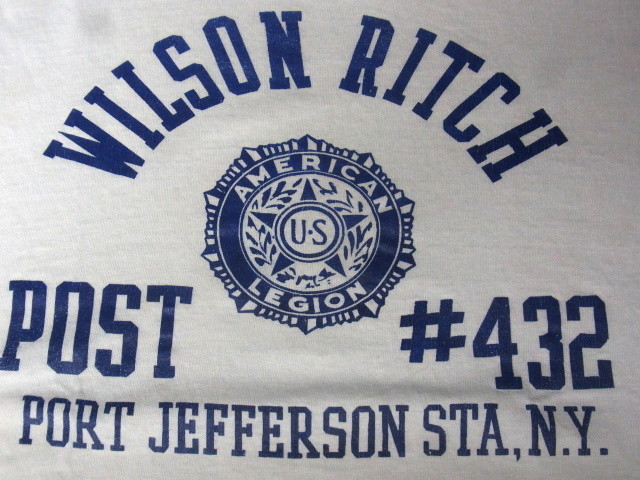 WILSON RITCH
AMERICAN
U·S
LEGION
POST #432
PORT JEFFERSON STA, N.Y.